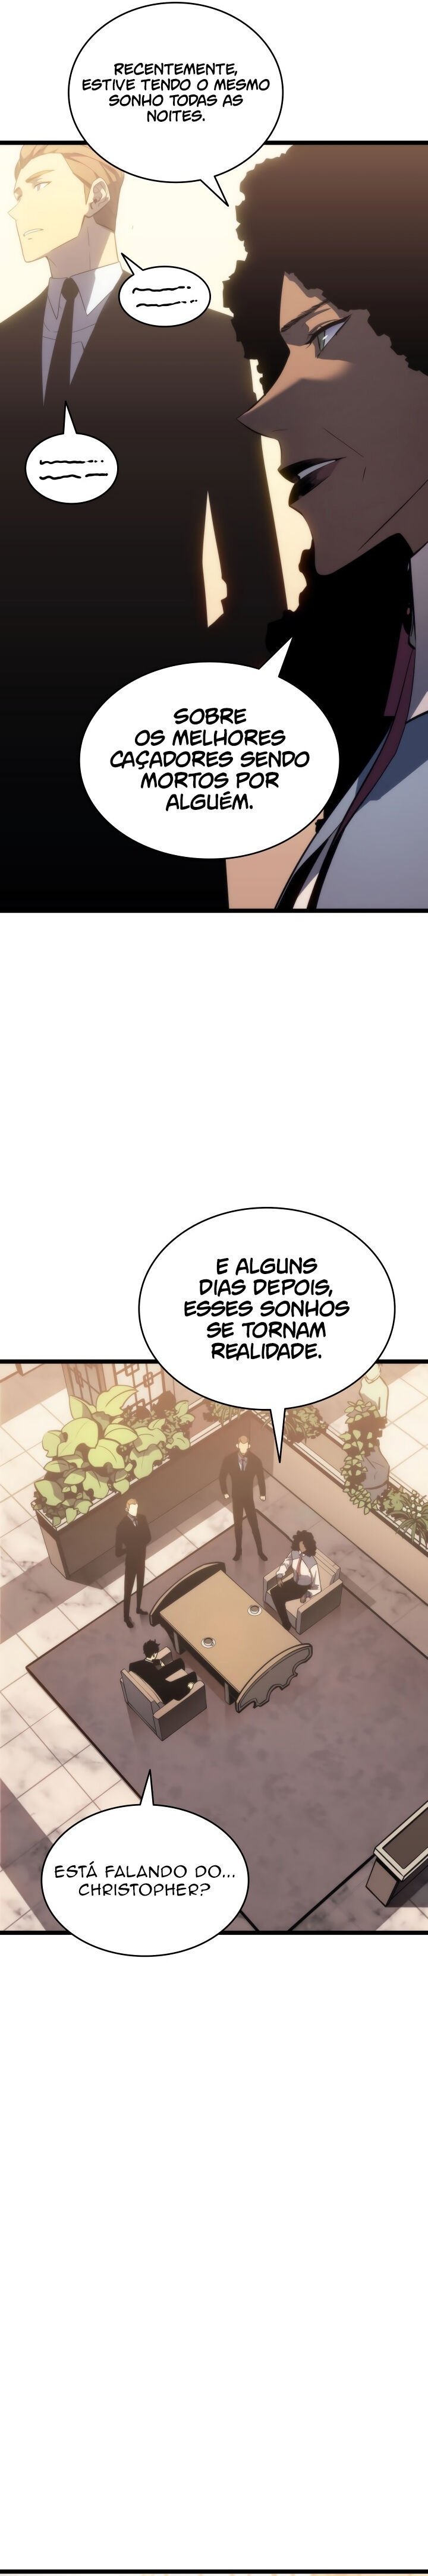 RECENTEMENTE,
ESTIVE TENDO O MESMO
SONHO TODAS AS
NOITES.
SOBRE
OS MELHORES
CAÇADORES SENDO
MORTOS POR
ALGUÉM.
E ALGUNS
DIAS DEPOIS,
ESSES SONHOS
SE TORNAM
REALIDADE.
ESTÁ FALANDO DO...
CHRISTOPHER?